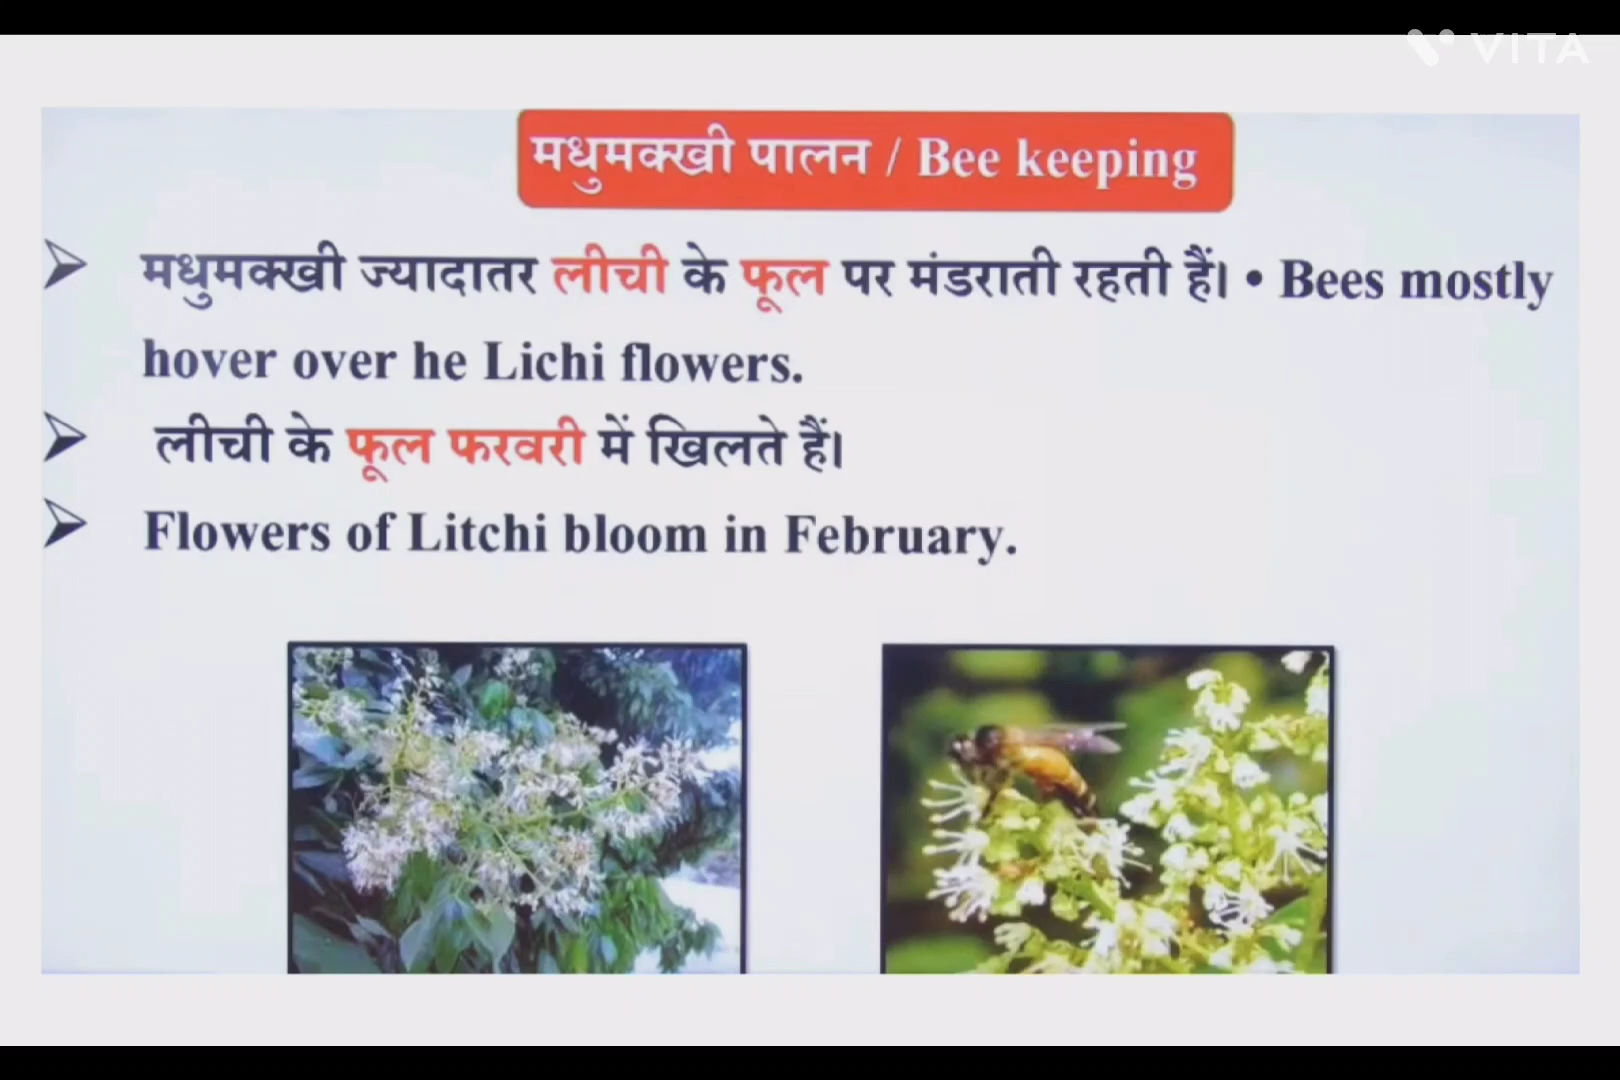 VITA
मधुमक्खी पालन / Bee keeping
मधुमक्खी ज्यादातर लीची के फूल पर मंडराती रहती हैं। • Bees mostly
hover over he Lichi flowers.
लीची के फूल फरवरी में खिलते हैं।
Flowers of Litchi bloom in February.